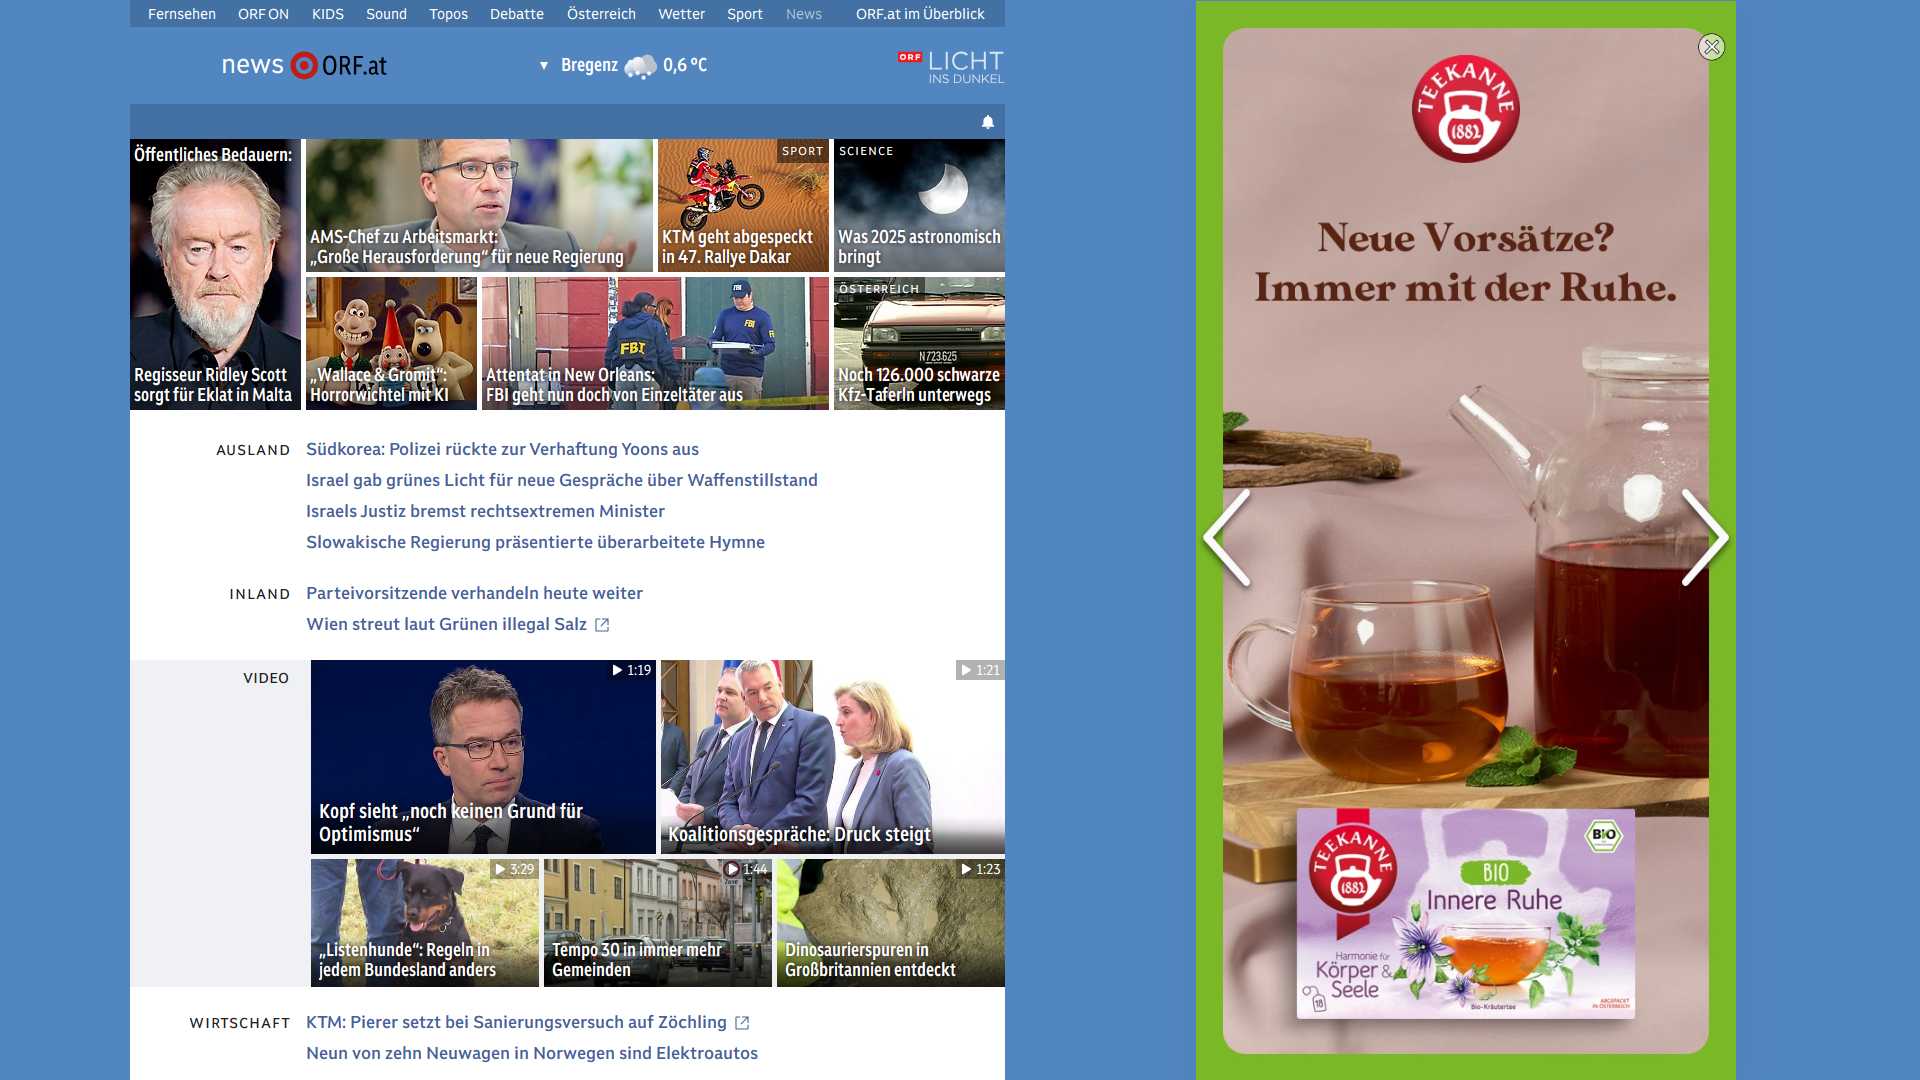 Fernsehen ORF ON KIDS Sound Topos Debatte Österreich Wetter Sport News ORF.at im Überblick
news ORF.at
Bregenz 0,6 °C
ORF LICHT
INS DUNKEL
Öffentliches Bedauern:
Regisseur Ridley Scott
sorgt für Eklat in Malta
AMS-Chef zu Arbeitsmarkt:
„Große Herausforderung“ für neue Regierung
SPORT
KTM geht abgespeckt
in 47. Rallye Dakar
SCIENCE
Was 2025 astronomisch
bringt
„Wallace & Gromit“:
Horrorwichtel mit KI
FBI
FBI
Attentat in New Orleans:
FBI geht nun doch von Einzeltäter aus
ÖSTERREICH
N 723.625
Noch 126.000 schwarze
Kfz-Taferln unterwegs
AUSLAND
Südkorea: Polizei rückte zur Verhaftung Yoons aus
Israel gab grünes Licht für neue Gespräche über Waffenstillstand
Israels Justiz bremst rechtsextremen Minister
Slowakische Regierung präsentierte überarbeitete Hymne
INLAND
Parteivorsitzende verhandeln heute weiter
Wien streut laut Grünen illegal Salz
VIDEO
1:19
Kopf sieht „noch keinen Grund für
Optimismus“
1:21
Koalitionsgespräche: Druck steigt
3:29
„Listenhunde“: Regeln in
jedem Bundesland anders
1:44
Zone
Tempo 30 in immer mehr
Gemeinden
1:23
Dinosaurierspuren in
Großbritannien entdeckt
WIRTSCHAFT
KTM: Pierer setzt bei Sanierungsversuch auf Zöchling
Neun von zehn Neuwagen in Norwegen sind Elektroautos
TEEKANNE
1882
Neue Vorsätze?
Immer mit der Ruhe.
TEEKANNE
1882
BIO
BIO
Innere Ruhe
Harmonie für
Körper &
Seele
18
Bio-Kräutertee
ABGEPACKT
IN ÖSTERREICH